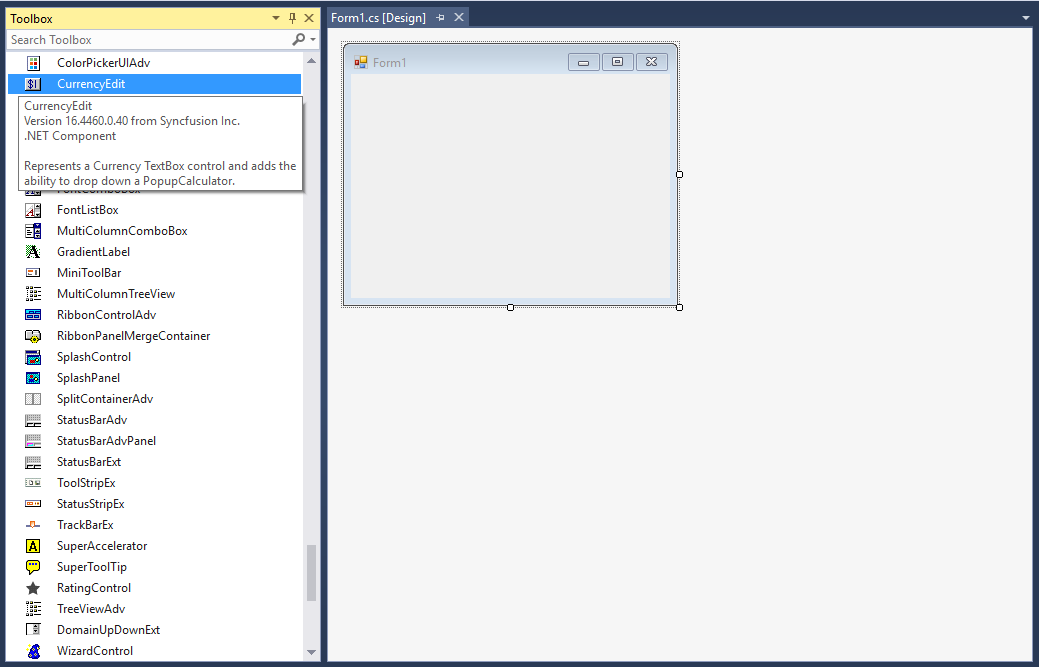 Toolbox
Search Toolbox
ColorPickerUIAdv
CurrencyEdit
CurrencyEdit
Version 16.4460.0.40 from Syncfusion Inc.
.NET Component
Represents a Currency TextBox control and adds the
ability to drop down a PopupCalculator.
FontComboBox
FontListBox
MultiColumnComboBox
GradientLabel
MiniToolBar
MultiColumnTreeView
RibbonControlAdv
RibbonPanelMergeContainer
SplashControl
SplashPanel
SplitContainerAdv
StatusBarAdv
StatusBarAdvPanel
StatusBarExt
ToolStripEx
StatusStripEx
TrackBarEx
SuperAccelerator
SuperToolTip
RatingControl
TreeViewAdv
DomainUpDownExt
WizardControl
Form1.cs [Design]
Form1